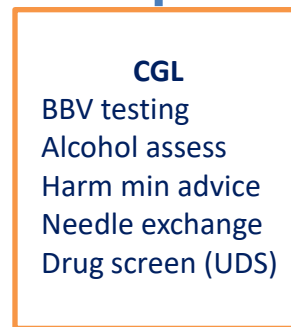 CGL
BBV testing
Alcohol assess
Harm min advice
Needle exchange
Drug screen (UDS)